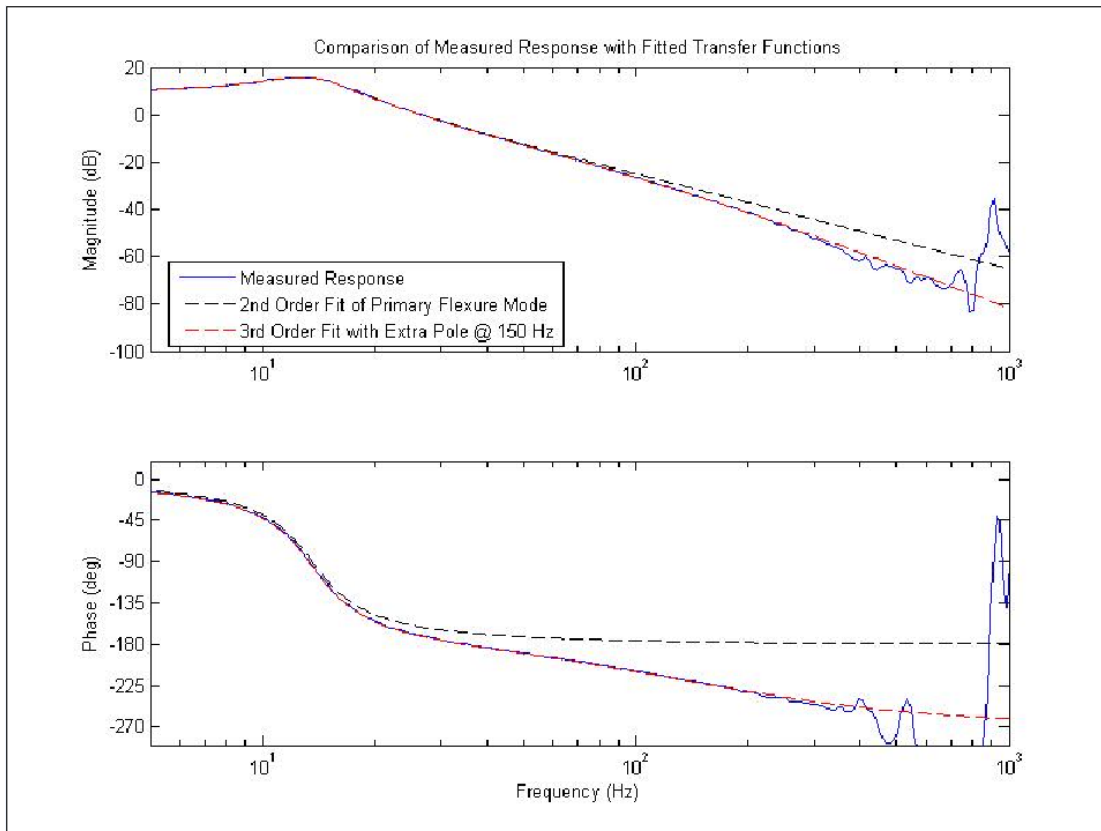 Comparison of Measured Response with Fitted Transfer Functions
20
0
-20
-40
-60
-80
-100
Magnitude (dB)
Measured Response
2nd Order Fit of Primary Flexure Mode
3rd Order Fit with Extra Pole @ 150 Hz
10^1
10^2
10^3
0
-45
-90
-135
-180
-225
-270
Phase (deg)
10^1
10^2
10^3
Frequency (Hz)